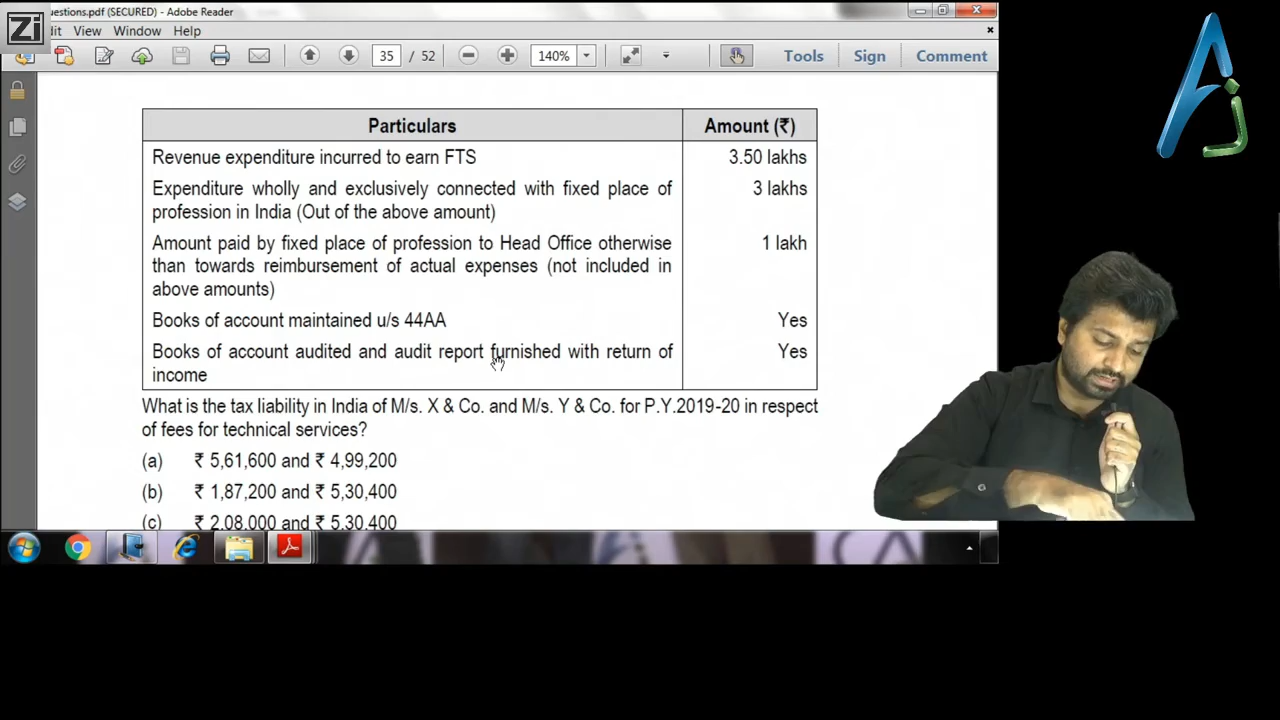 Zi
uestions.pdf (SECURED) - Adobe Reader
dit View Window Help
35 / 52 140% Tools Sign Comment
Particulars Amount (₹)
Revenue expenditure incurred to earn FTS 3.50 lakhs
Expenditure wholly and exclusively connected with fixed place of 3 lakhs
profession in India (Out of the above amount)
Amount paid by fixed place of profession to Head Office otherwise 1 lakh
than towards reimbursement of actual expenses (not included in
above amounts)
Books of account maintained u/s 44AA Yes
Books of account audited and audit report furnished with return of Yes
income
What is the tax liability in India of M/s. X & Co. and M/s. Y & Co. for P.Y.2019-20 in respect
of fees for technical services?
(a) ₹ 5,61,600 and ₹ 4,99,200
(b) ₹ 1,87,200 and ₹ 5,30,400
(c) ₹ 2,08,000 and ₹ 5,30,400